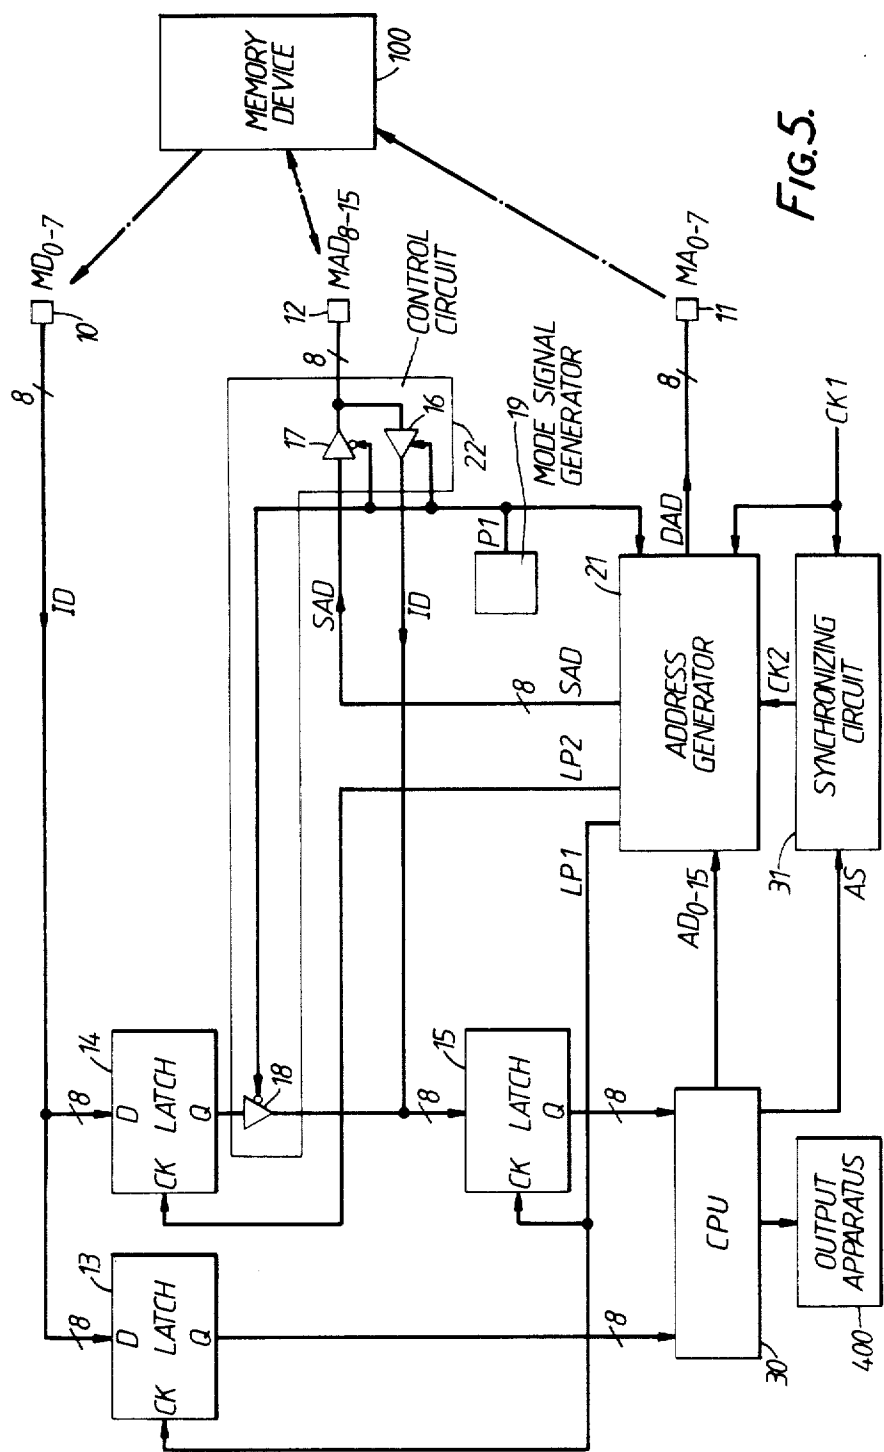 MEMORY
DEVICE
100
MD0-7
10
8
ID
MAD8-15
12
8
CONTROL
CIRCUIT
17
16
22
SAD
ID
P1
19
MODE SIGNAL
GENERATOR
MA0-7
11
8
DAD
CK1
21
ADDRESS
GENERATOR
8
SAD
LP2
LP1
CK2
SYNCHRONIZING
CIRCUIT
31
AD0-15
AS
14
8
D
LATCH
CK
Q
18
15
8
LATCH
CK
Q
8
13
8
D
LATCH
CK
Q
8
CPU
30
OUTPUT
APPARATUS
400
FIG.5.